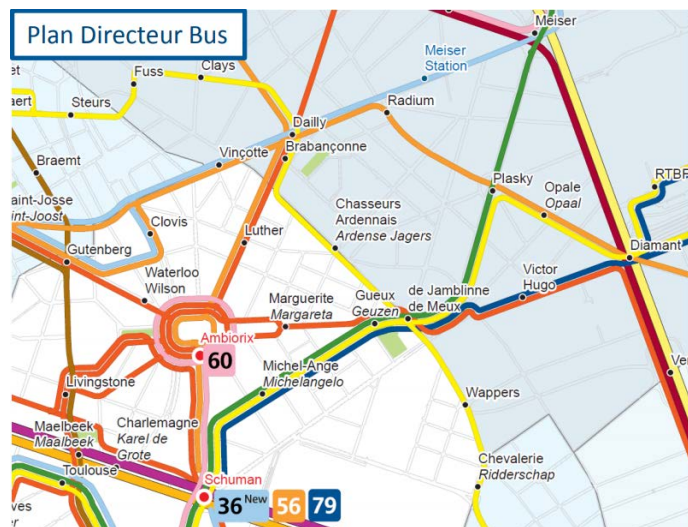 Plan Directeur Bus
Meiser
Meiser
Station
Clays
Fuss
Steurs
Radium
Dailly
Brabançonne
Vinçotte
Braemt
Plasky
Opale
Opaal
RTBF
Chasseurs
Ardennais
Ardense Jagers
Clovis
Luther
Gutenberg
Diamant
Waterloo
Wilson
Victor
Hugo
de Jamblinne
de Meux
Gueux
Geuzen
Marguerite
Margareta
Ambiorix
60
Michel-Ange
Michelangelo
Livingstone
Wappers
Charlemagne
Karel de
Grote
Maelbeek
Maalbeek
Toulouse
Schuman
36 New 56 79
Chevalerie
Ridderschap